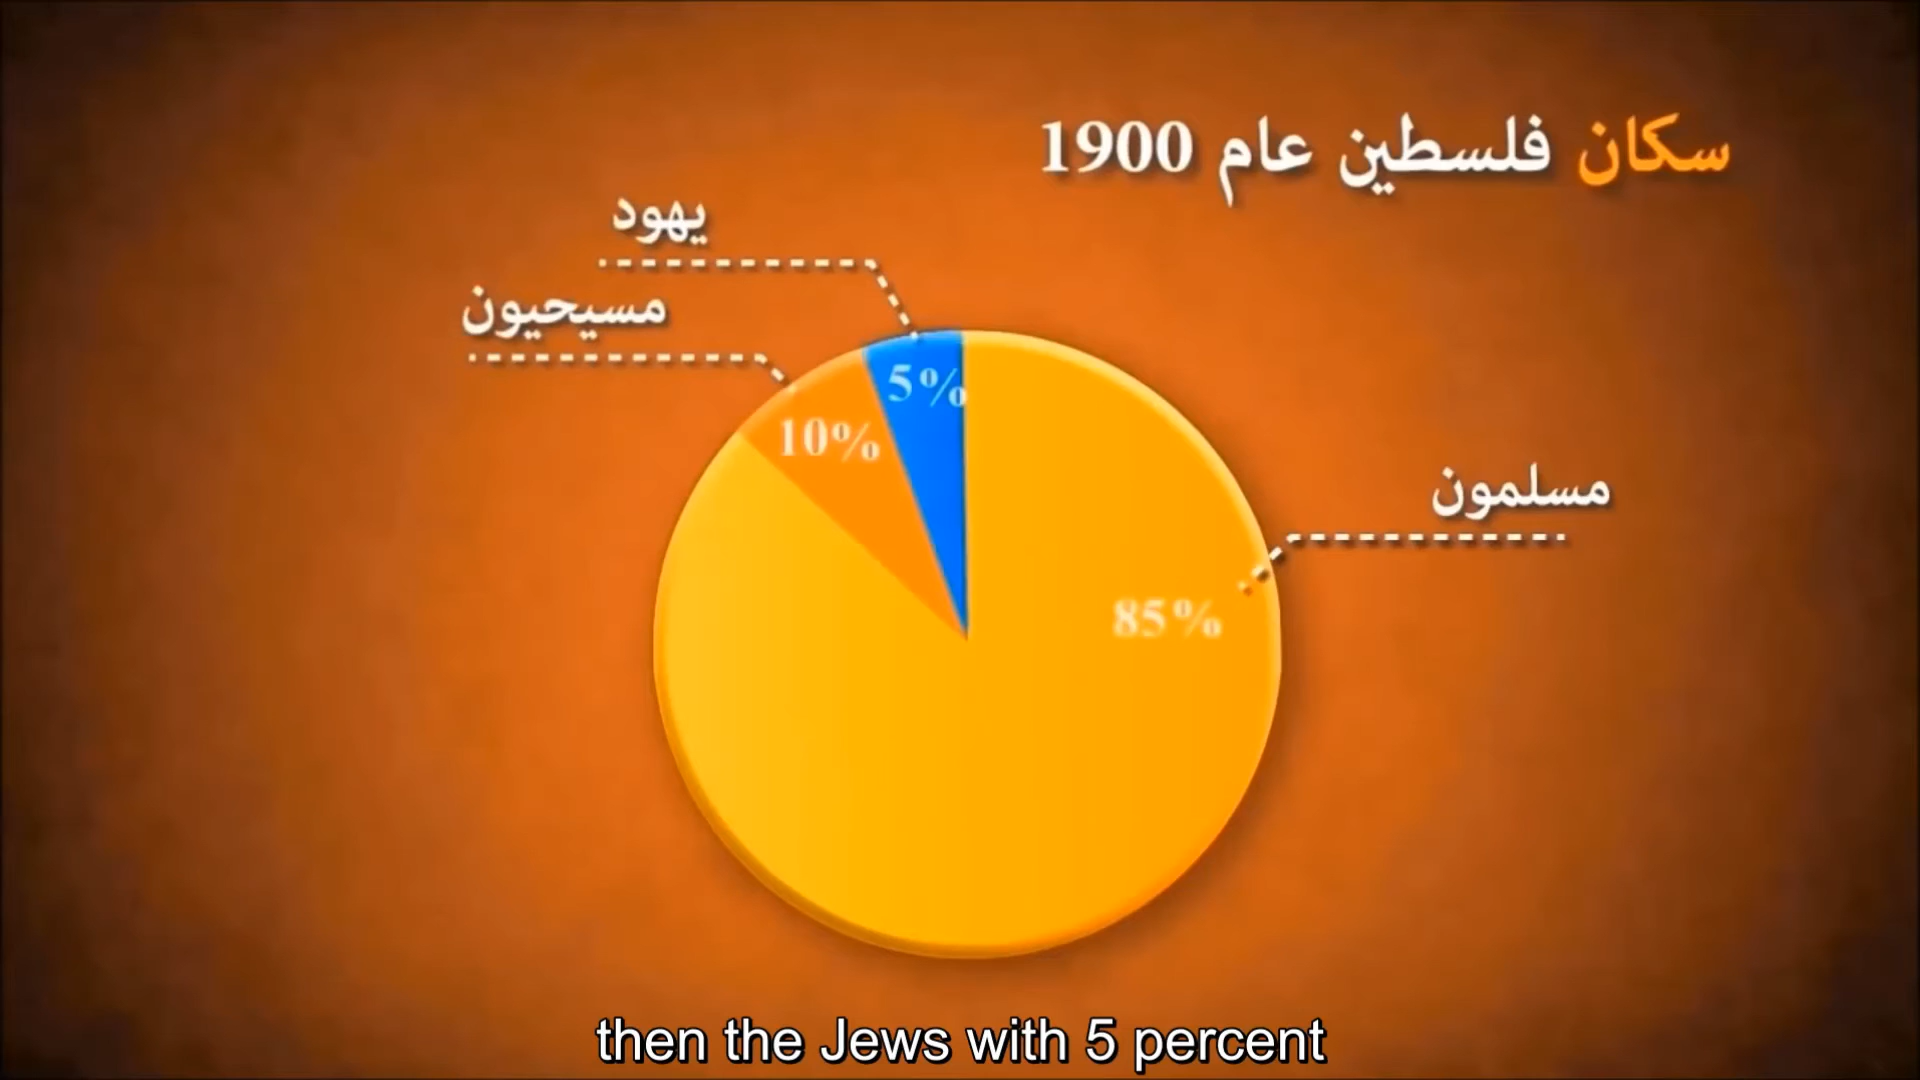 سكان فلسطين عام 1900
يهود
مسيحيون
5%
10%
مسلمون
85%
then the Jews with 5 percent